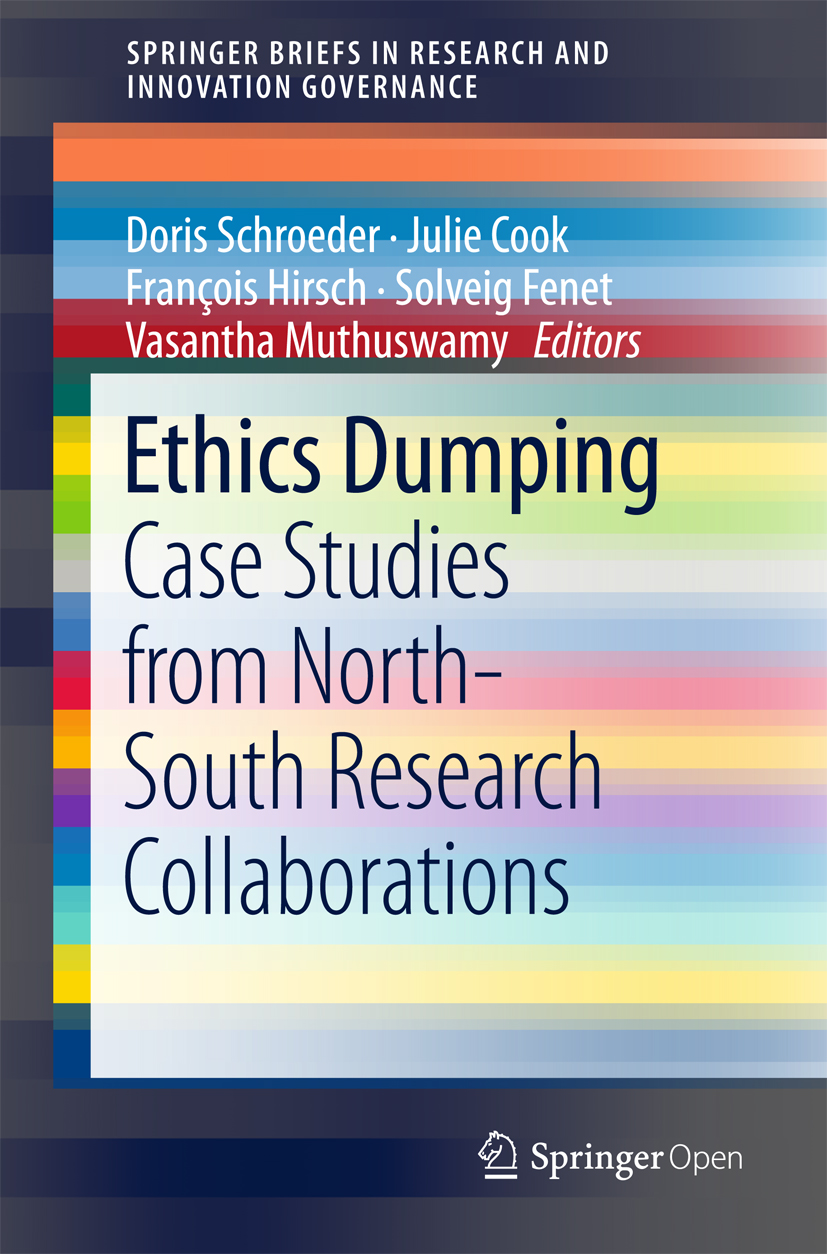 SPRINGER BRIEFS IN RESEARCH AND
INNOVATION GOVERNANCE
Doris Schroeder · Julie Cook
François Hirsch · Solveig Fenet
Vasantha Muthuswamy Editors
Ethics Dumping
Case Studies
from North-
South Research
Collaborations
Springer Open